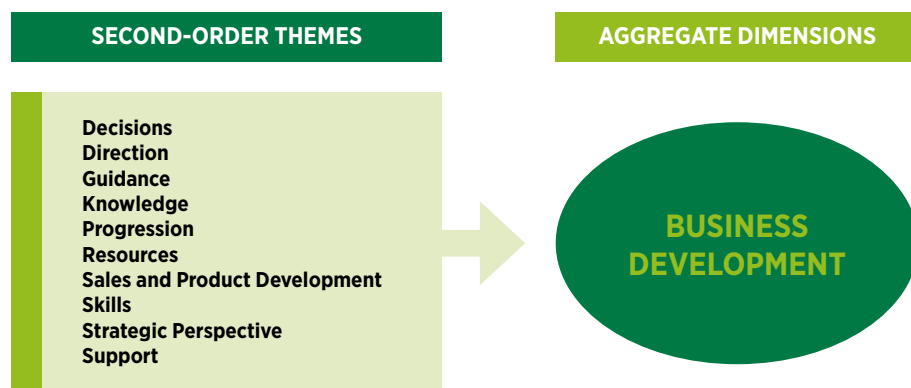 SECOND-ORDER THEMES
AGGREGATE DIMENSIONS
Decisions
Direction
Guidance
Knowledge
Progression
Resources
Sales and Product Development
Skills
Strategic Perspective
Support
BUSINESS
DEVELOPMENT